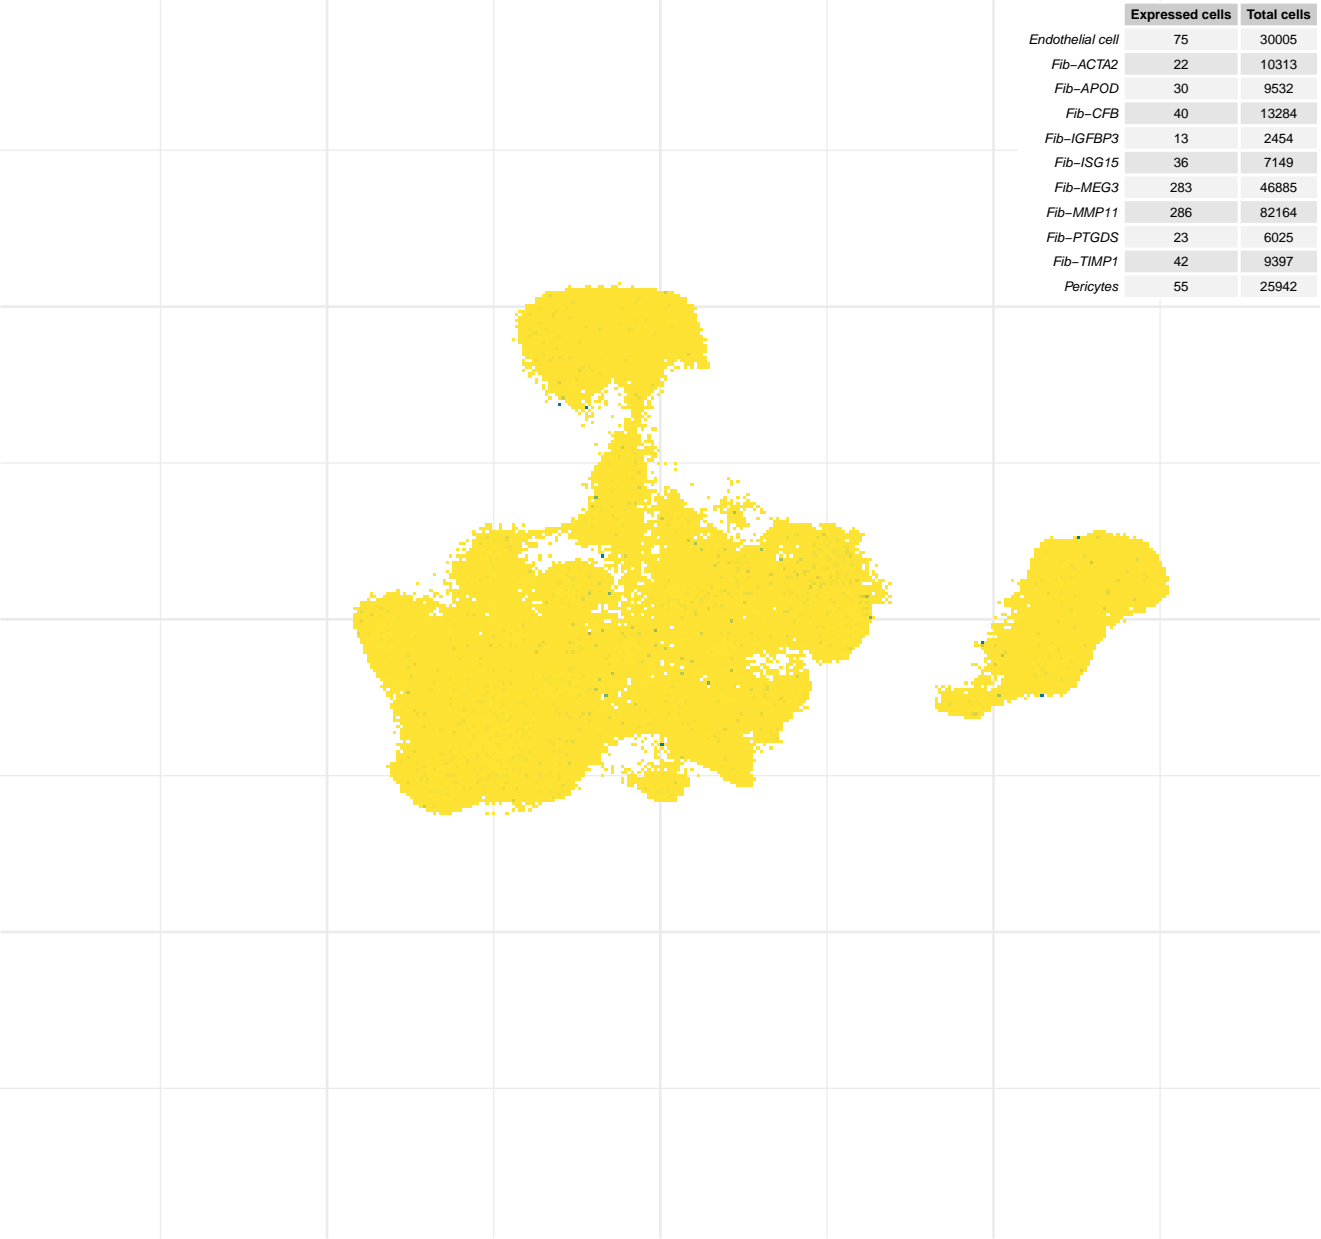 Expressed cells Total cells
Endothelial cell 75 30005
Fib−ACTA2 22 10313
Fib−APOD 30 9532
Fib−CFB 40 13284
Fib−IGFBP3 13 2454
Fib−ISG15 36 7149
Fib−MEG3 283 46885
Fib−MMP11 286 82164
Fib−PTGDS 23 6025
Fib−TIMP1 42 9397
Pericytes 55 25942